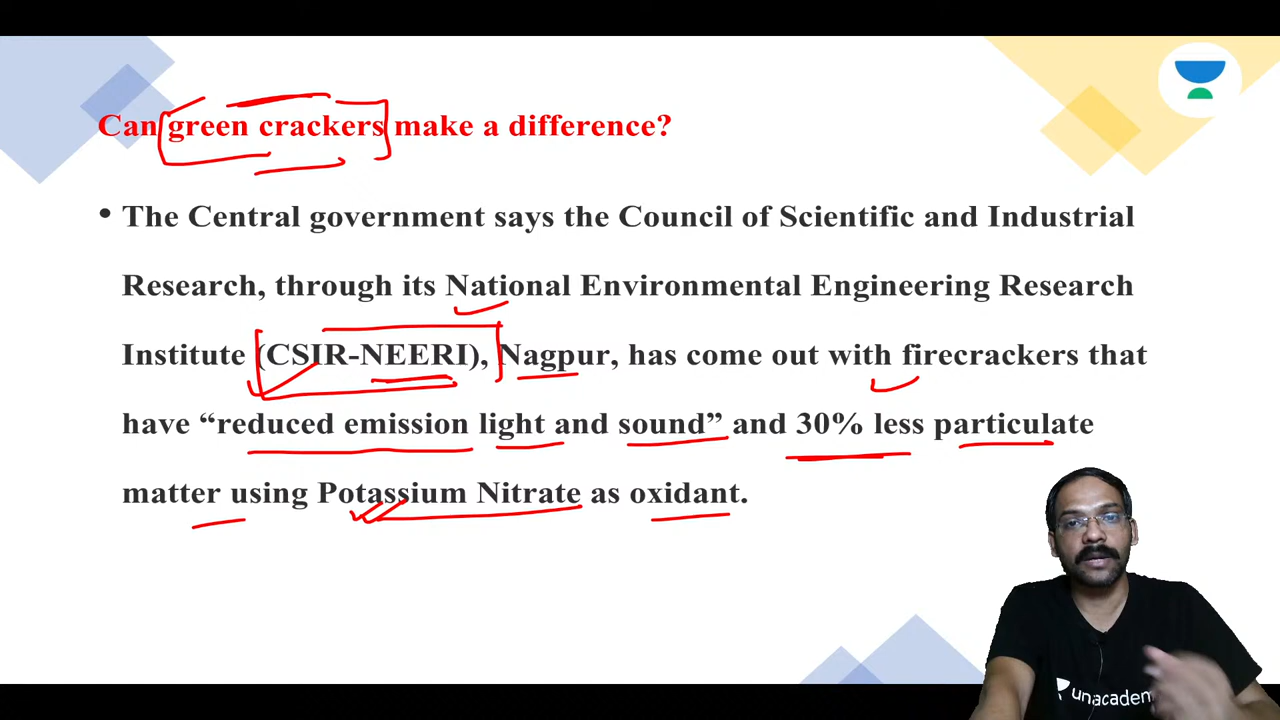 Can green crackers make a difference?
• The Central government says the Council of Scientific and Industrial
Research, through its National Environmental Engineering Research
Institute (CSIR-NEERI), Nagpur, has come out with firecrackers that
have “reduced emission light and sound” and 30% less particulate
matter using Potassium Nitrate as oxidant.
unacadem